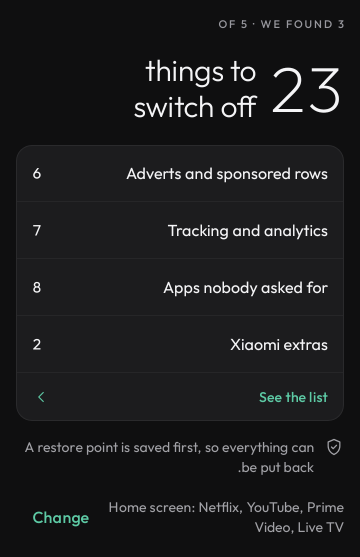 OF 5 · WE FOUND 3
23
things to
switch off
Adverts and sponsored rows 6
Tracking and analytics 7
Apps nobody asked for 8
Xiaomi extras 2
See the list
A restore point is saved first, so everything can
.be put back
Home screen: Netflix, YouTube, Prime
Video, Live TV
Change